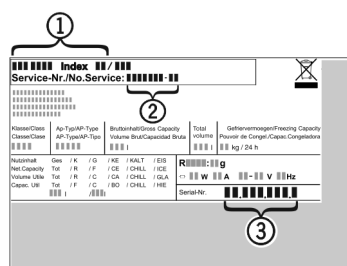 1
Index /
Service-Nr./No.Service: -
2
Klasse/Class Ap-Typ/AP-Type Bruttoinhalt/Gross Capacity Total Gefriervermoegen/Freezing Capacity
Classe/Clase AP-Type/AP-Tipo Volume Brut/Capacidad Bruta volume Pouvoir de Congel./Capac.Congeladora
l l kg / 24 h
Nutzinhalt Ges / K / G / KE / KALT / EIS
Net Capacity Tot / R / F / CE / CHILL / ICE
Volume Utile Tot / R / C / CA / CHILL / GLA
Capac. Util Tot / F / C / BO / CHILL / HIE
l / l
R : g
W A - V Hz
Serial-Nr. . . .
3